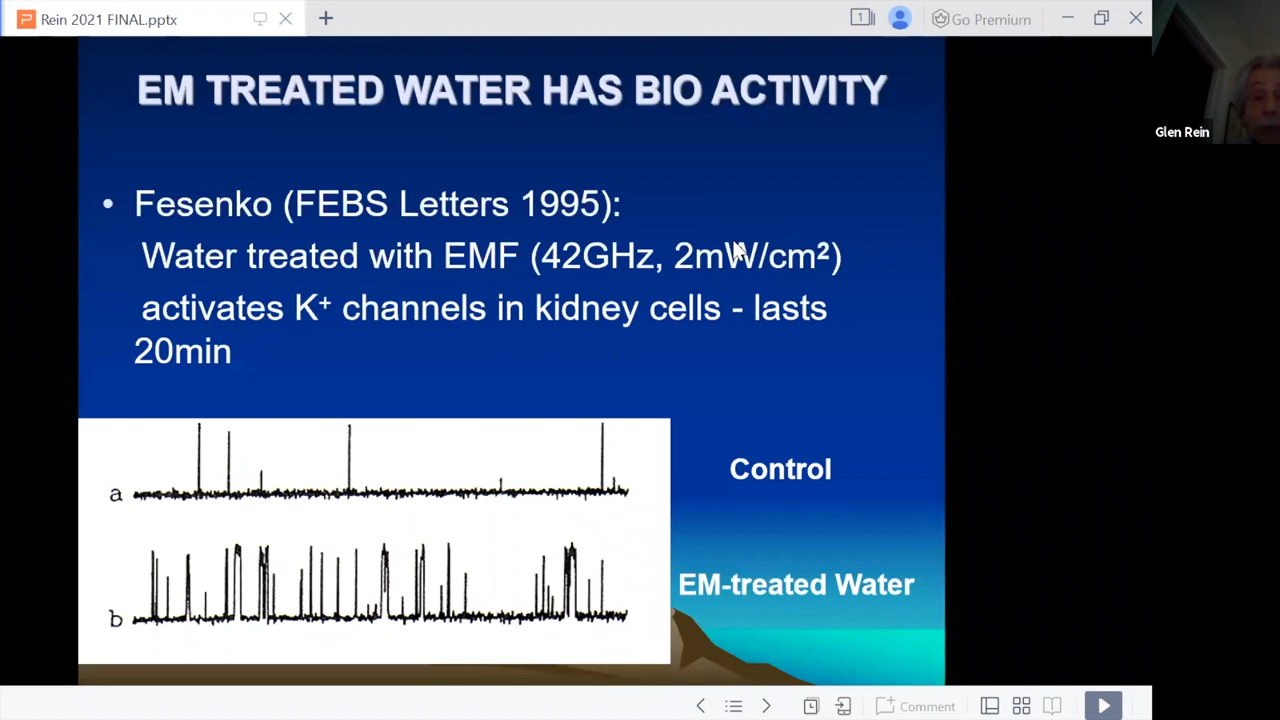 Rein 2021 FINAL.pptx
1
Go Premium
Glen Rein
EM TREATED WATER HAS BIO ACTIVITY
• Fesenko (FEBS Letters 1995):
Water treated with EMF (42GHz, 2mW/cm²)
activates K⁺ channels in kidney cells - lasts
20min
a
Control
b
EM-treated Water
Comment